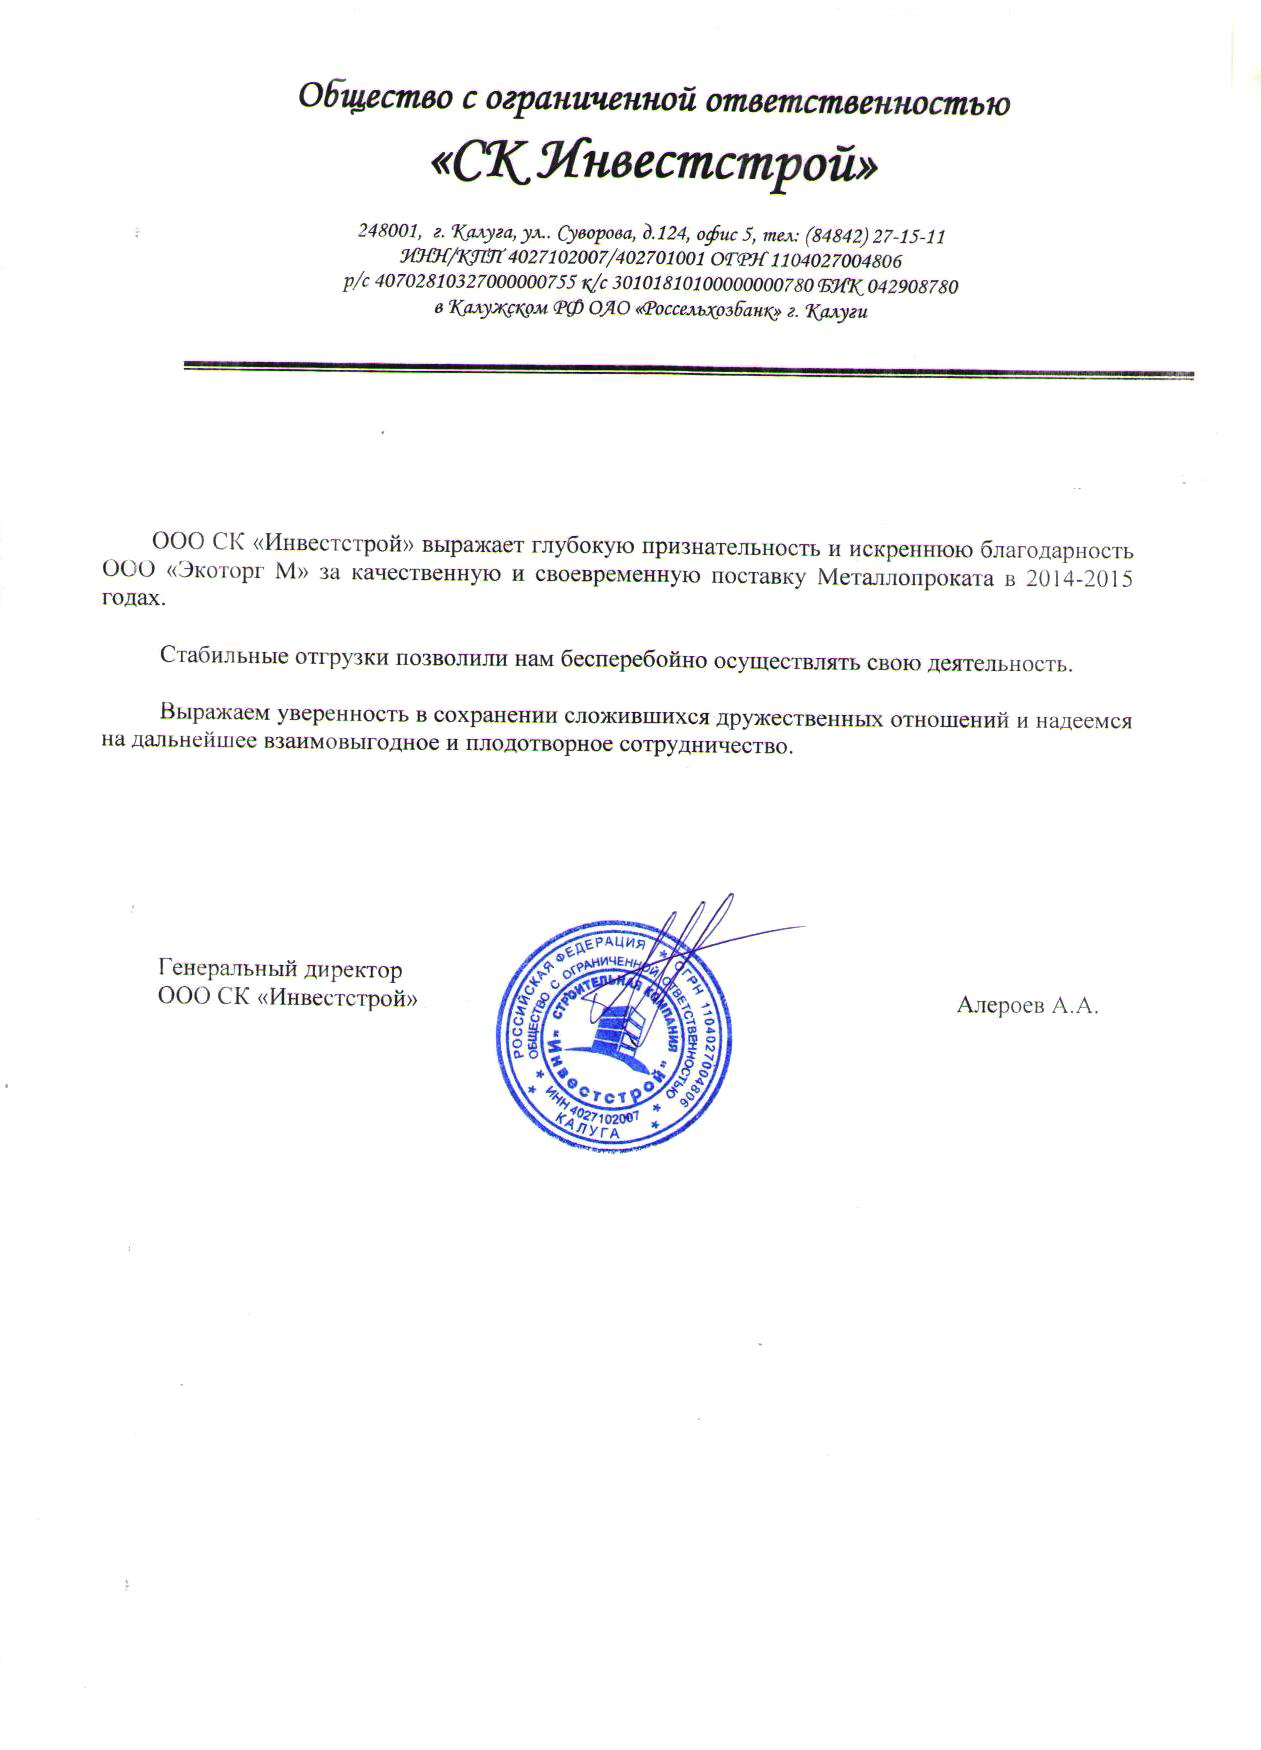 Общество с ограниченной ответственностью
«СК Инвестстрой»
248001, г. Калуга, ул.. Суворова, д.124, офис 5, тел: (84842) 27-15-11
ИНН/КПП 4027102007/402701001 ОГРН 1104027004806
р/с 40702810327000000755 к/с 30101810100000000780 БИК 042908780
в Калужском РФ ОАО «Россельхозбанк» г. Калуги
ООО СК «Инвестстрой» выражает глубокую признательность и искреннюю благодарность
ООО «Экоторг М» за качественную и своевременную поставку Металлопроката в 2014-2015
годах.
Стабильные отгрузки позволили нам бесперебойно осуществлять свою деятельность.
Выражаем уверенность в сохранении сложившихся дружественных отношений и надеемся
на дальнейшее взаимовыгодное и плодотворное сотрудничество.
Генеральный директор
ООО СК «Инвестстрой»
Алероев А.А.
РОССИЙСКАЯ ФЕДЕРАЦИЯ * ОГРН 1104027004806 * КАЛУГА *
ОБЩЕСТВО С ОГРАНИЧЕННОЙ ОТВЕТСТВЕННОСТЬЮ * ИНН 4027102007 *
СТРОИТЕЛЬНАЯ КОМПАНИЯ
"Инвестстрой"